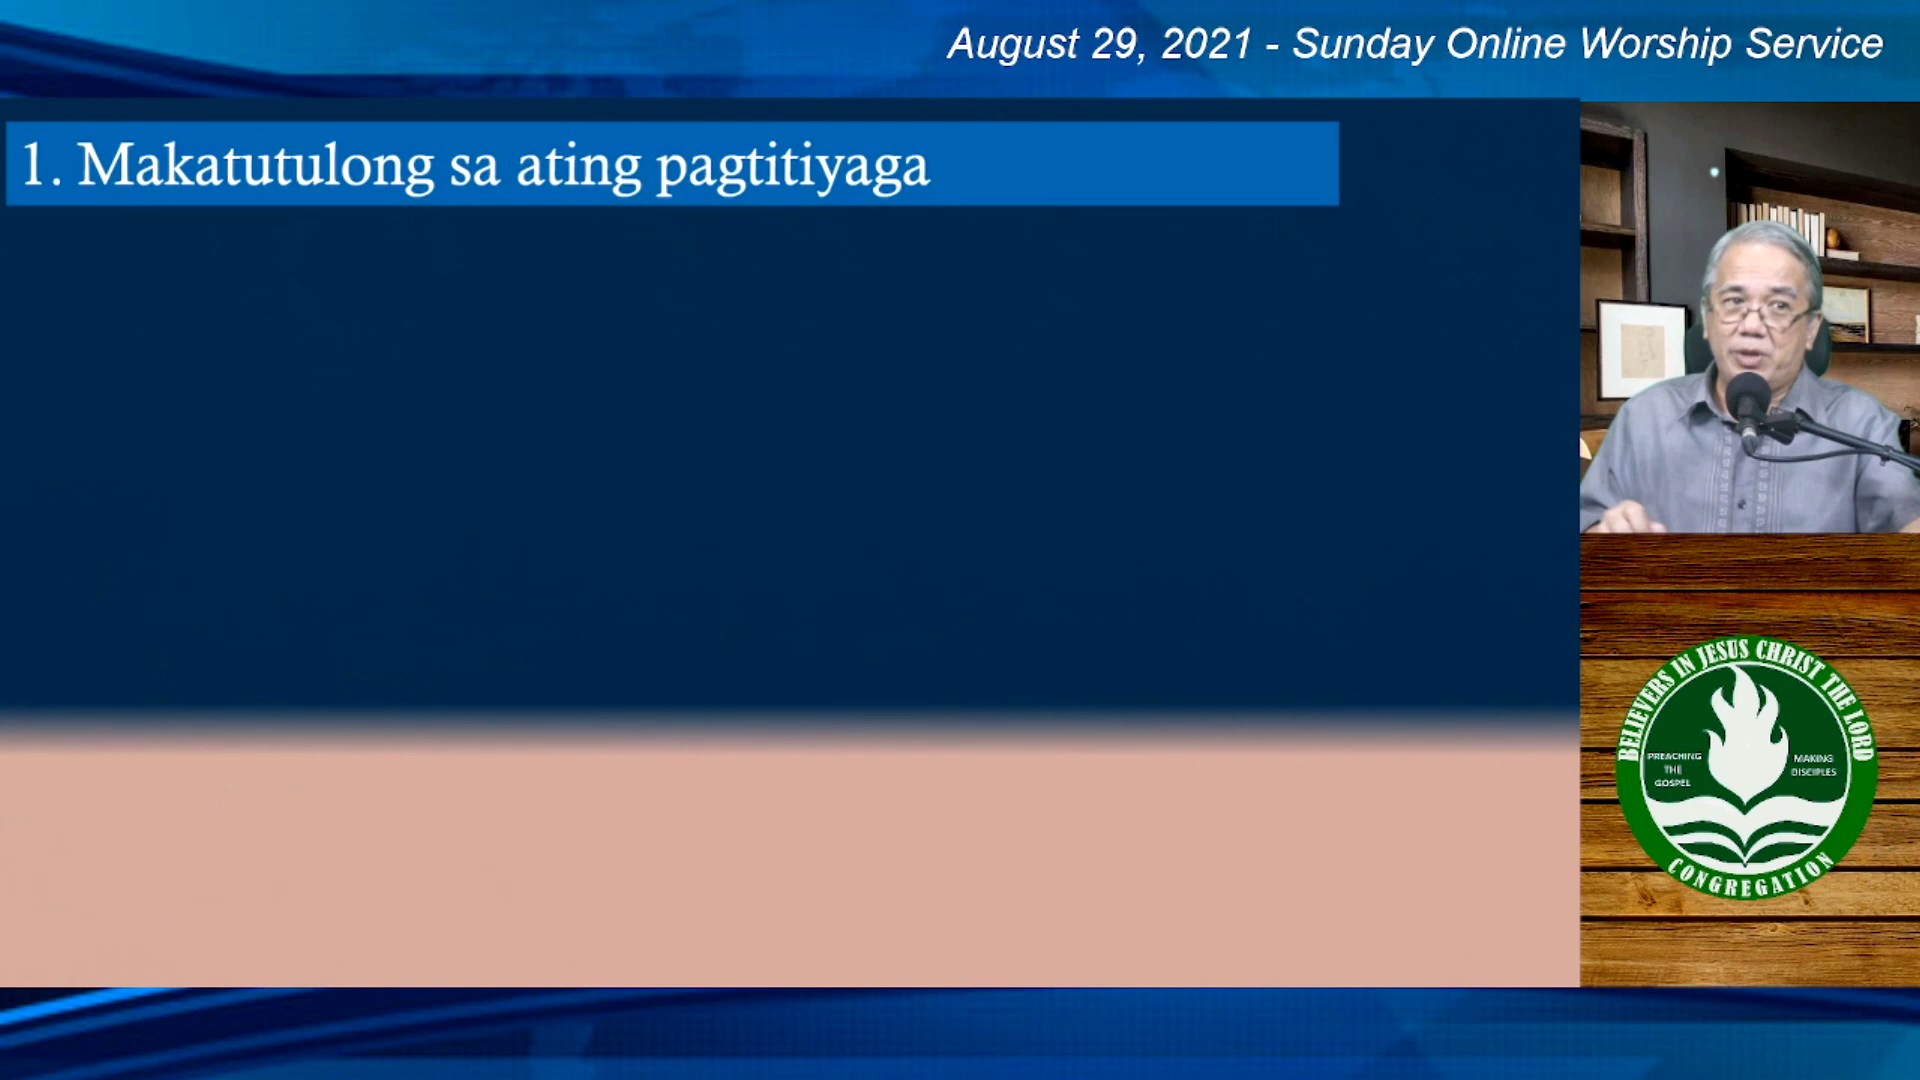 August 29, 2021 - Sunday Online Worship Service
1. Makatutulong sa ating pagtitiyaga
BELIEVERS IN JESUS CHRIST THE LORD
PREACHING
THE
GOSPEL
MAKING
DISCIPLES
CONGREGATION